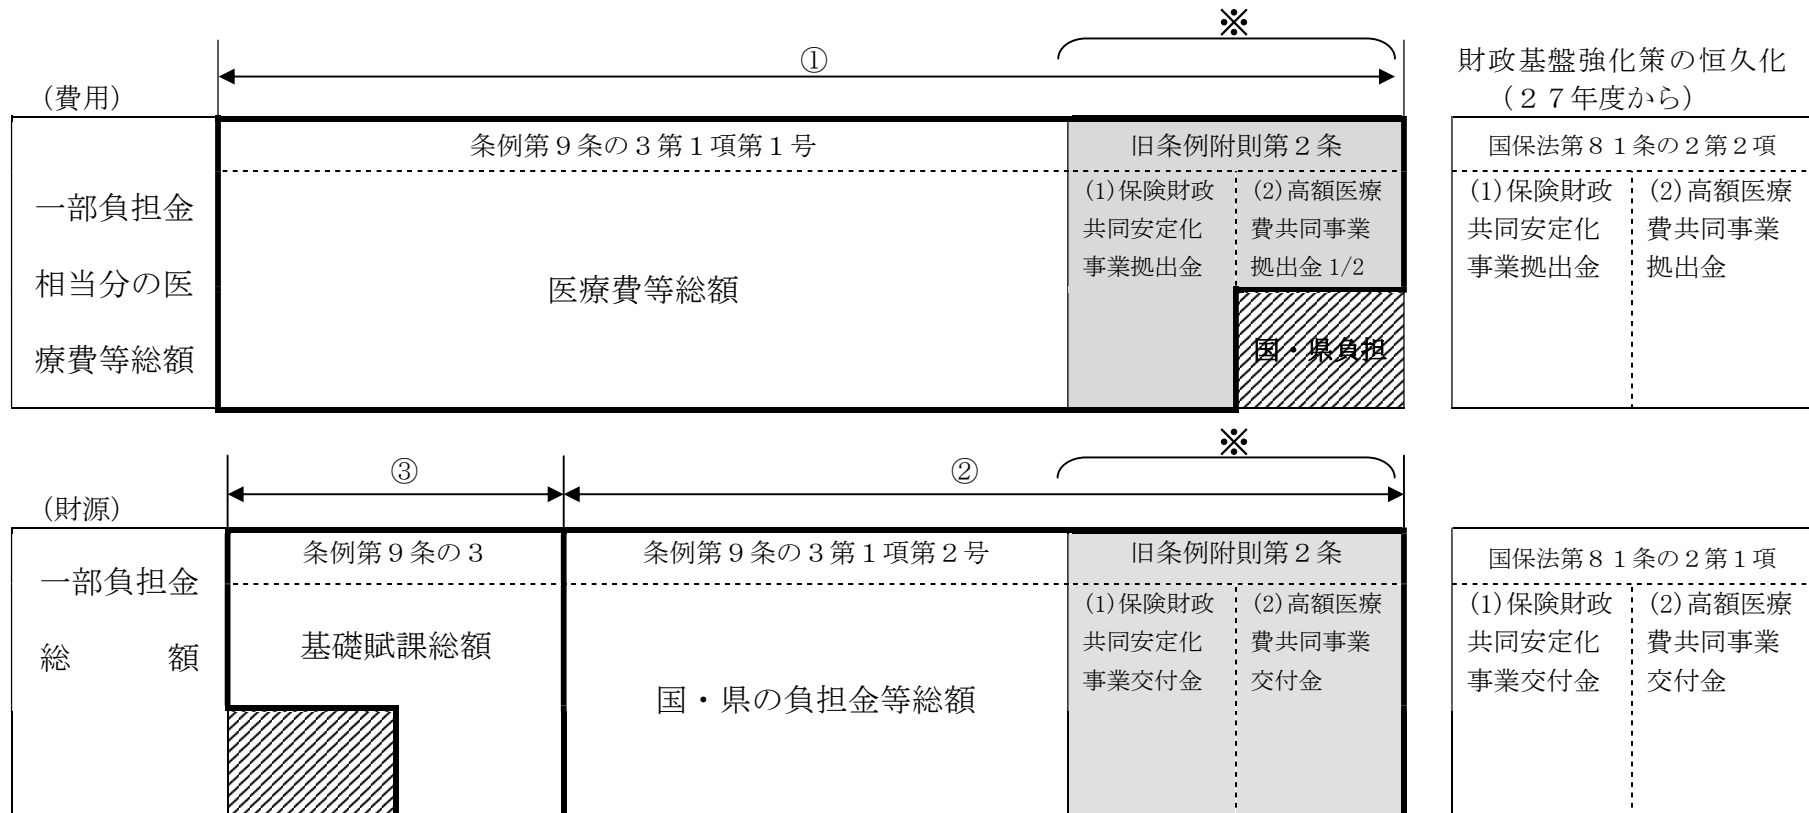 ※
①
財政基盤強化策の恒久化
（２７年度から）
（費用）
一部負担金
相当分の医
療費等総額
条例第９条の３第１項第１号
医療費等総額
旧条例附則第２条
(1)保険財政
共同安定化
事業拠出金
(2)高額医療
費共同事業
拠出金 1/2
国・県負担
国保法第８１条の２第２項
(1)保険財政
共同安定化
事業拠出金
(2)高額医療
費共同事業
拠出金
※
③
②
（財源）
一部負担金
総　　　額
条例第９条の３
基礎賦課総額
条例第９条の３第１項第２号
国・県の負担金等総額
旧条例附則第２条
(1)保険財政
共同安定化
事業交付金
(2)高額医療
費共同事業
交付金
国保法第８１条の２第１項
(1)保険財政
共同安定化
事業交付金
(2)高額医療
費共同事業
交付金